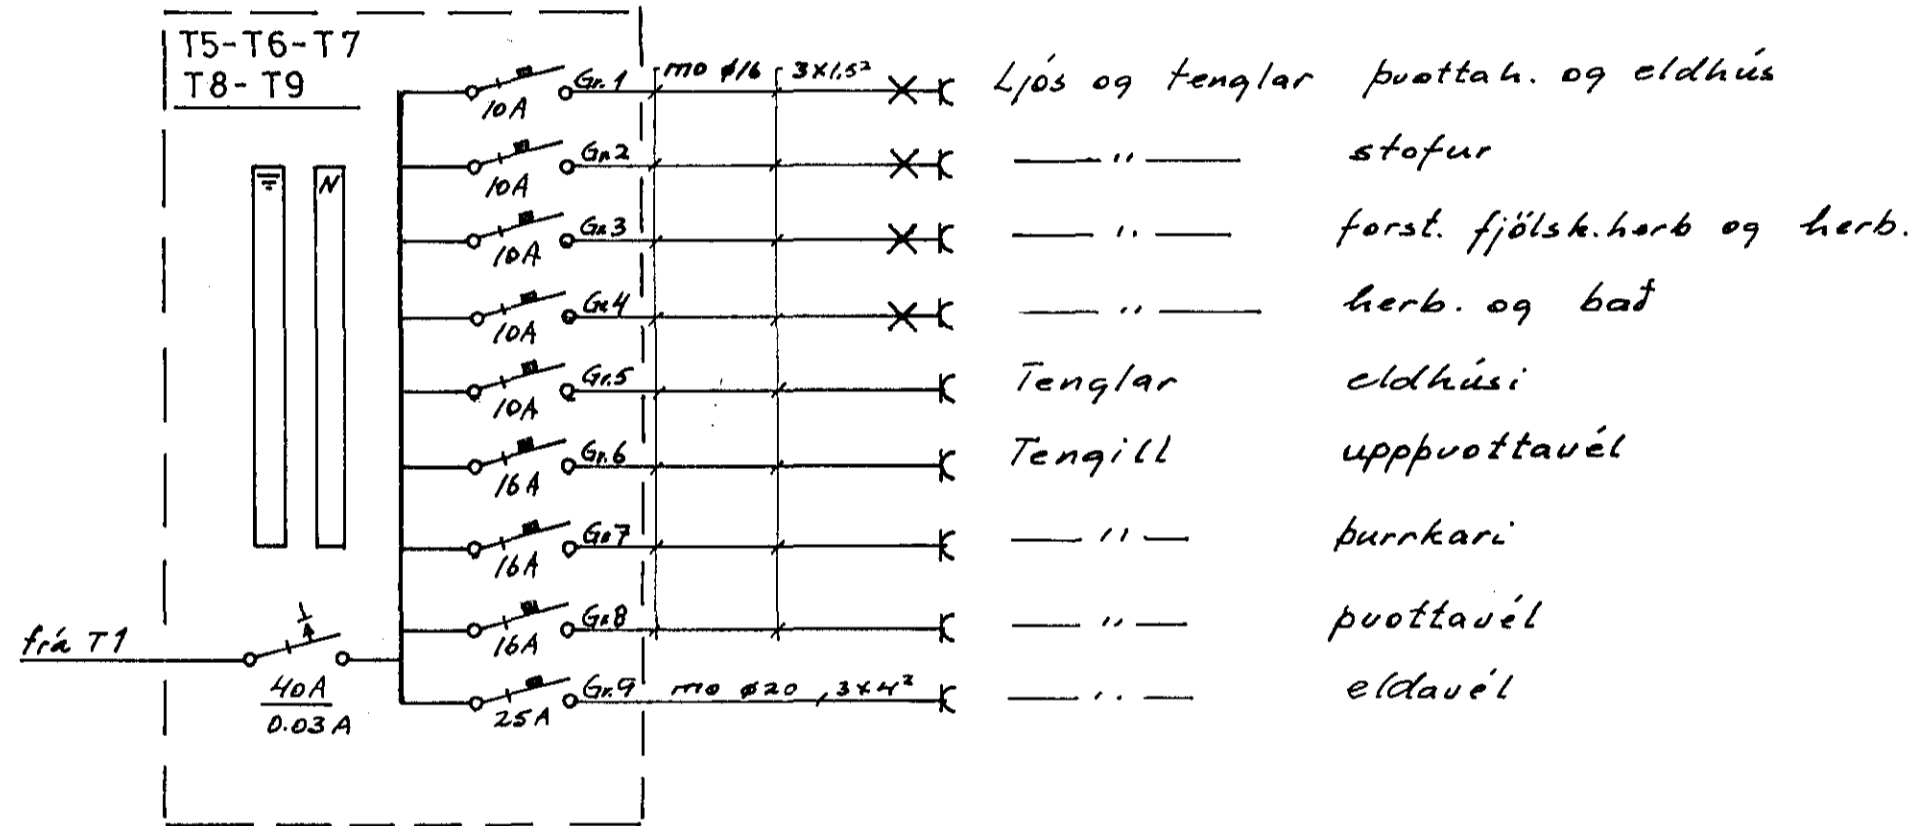 T5-T6-T7
T8-T9
Gr.1 mo ø16 3x1,5² Ljós og tenglar þvottah. og eldhús
10A
Gr.2 — " — stofur
10A
N
Gr.3 — " — forst. fjölsk.herb og herb.
10A
Gr.4 — " — herb. og bað
10A
Gr.5 Tenglar eldhúsi
10A
Gr.6 Tengill uppþvottavél
16A
Gr.7 — " — þurrkari
16A
Gr.8 — " — þvottavél
16A
frá T1
40A
0.03A
Gr.9 mo ø20, 3x4² — " — eldavél
25A